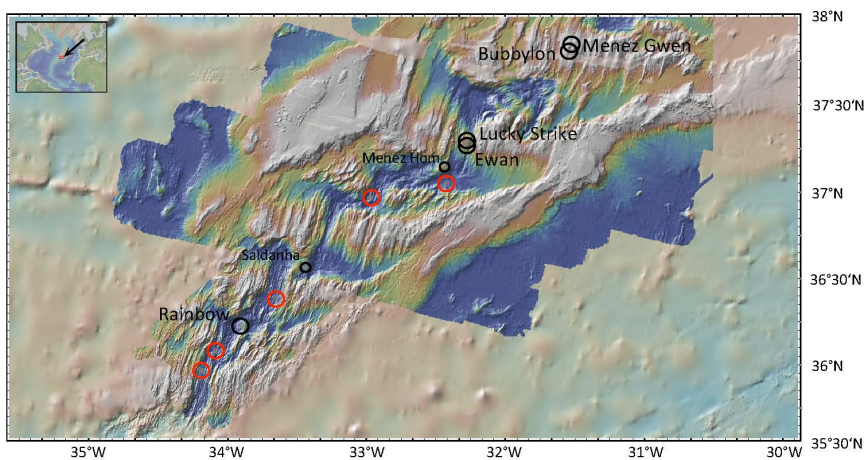 38°N
Menez Gwen
Bubbylon
37°30'N
Lucky Strike
Menez Hom
Ewan
37°N
Saldanha
36°30'N
Rainbow
36°N
35°30'N
35°W
34°W
33°W
32°W
31°W
30°W